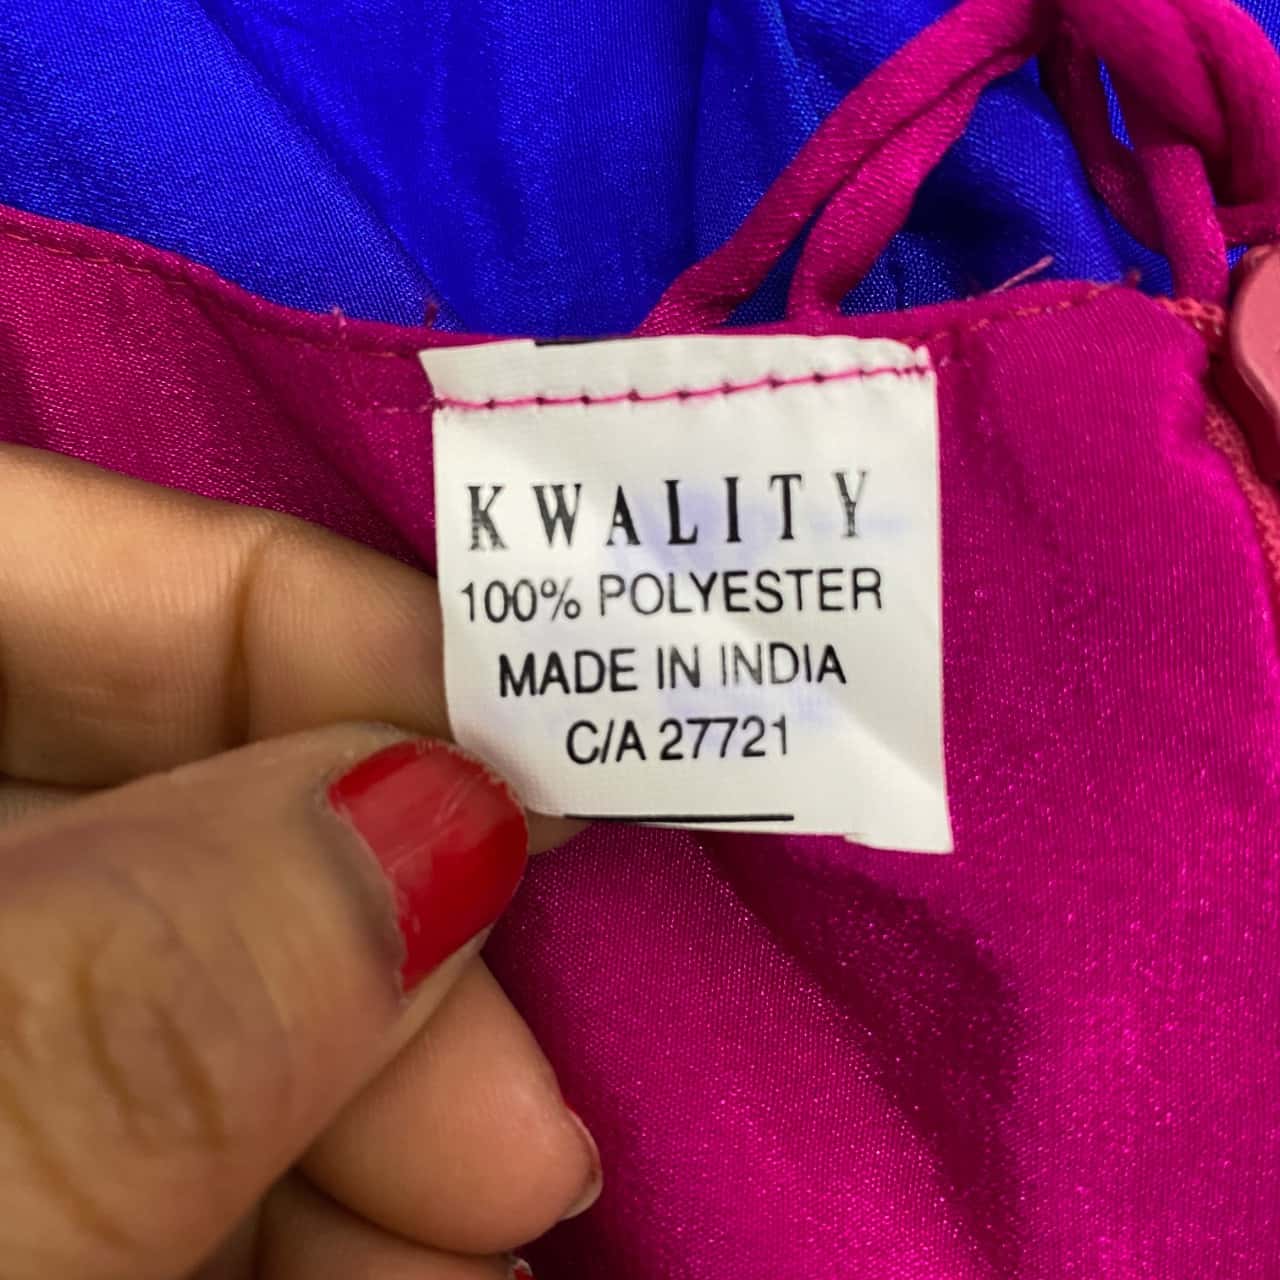 KWALITY
100% POLYESTER
MADE IN INDIA
C/A 27721